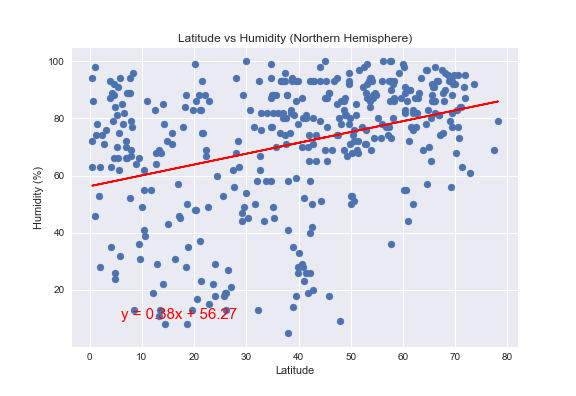 Latitude vs Humidity (Northern Hemisphere)
100
80
60
40
20
Humidity (%)
y = 0.38x + 56.27
0 10 20 30 40 50 60 70 80
Latitude